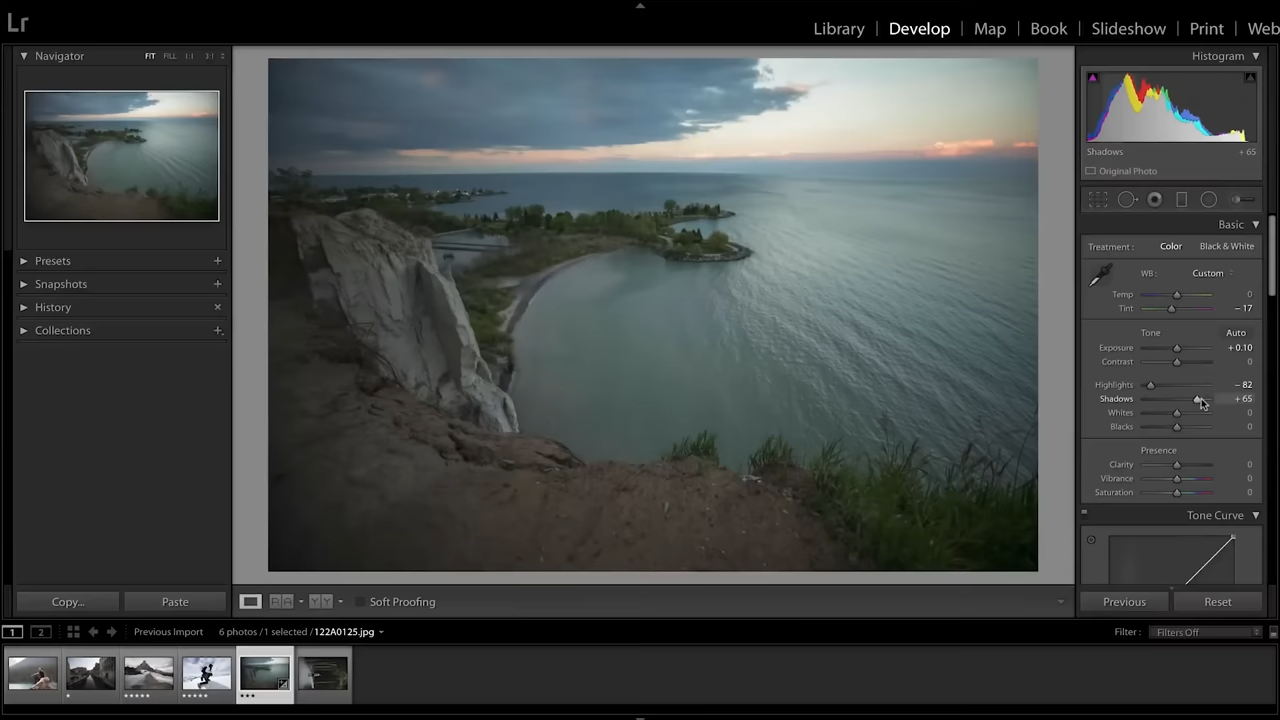 Lr
Library | Develop | Map | Book | Slideshow | Print | Web
Navigator FIT FILL 1:1 3:1
Presets
Snapshots
History
Collections
Copy... Paste
Histogram
Shadows + 65
Original Photo
Basic
Treatment : Color Black & White
WB : Custom
Temp 
Tint − 17
Tone Auto
Exposure + 0.10
Contrast 0
Highlights − 82
Shadows + 65
Whites 0
Blacks 0
Presence
Clarity 0
Vibrance 0
Saturation 0
Tone Curve
Previous Reset
RA YY Soft Proofing
1 2 Previous Import 6 photos / 1 selected / 122A0125.jpg Filter : Filters Off